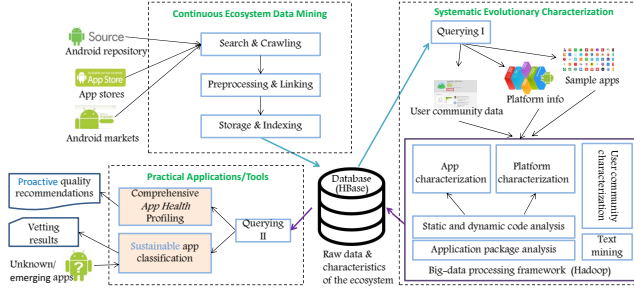 Continuous Ecosystem Data Mining
Source
Android repository
App Store
App stores
Android markets
Search & Crawling
Preprocessing & Linking
Storage & Indexing
Systematic Evolutionary Characterization
Querying I
User community data
Platform info
Sample apps
App
characterization
Platform
characterization
User community
characterization
Static and dynamic code analysis
Application package analysis
Text
mining
Big-data processing framework (Hadoop)
Database
(HBase)
Raw data &
characteristics
of the ecosystem
Practical Applications/Tools
Proactive quality
recommendations
Comprehensive
App Health
Profiling
Querying
II
Vetting
results
Sustainable app
classification
Unknown/
emerging apps
?